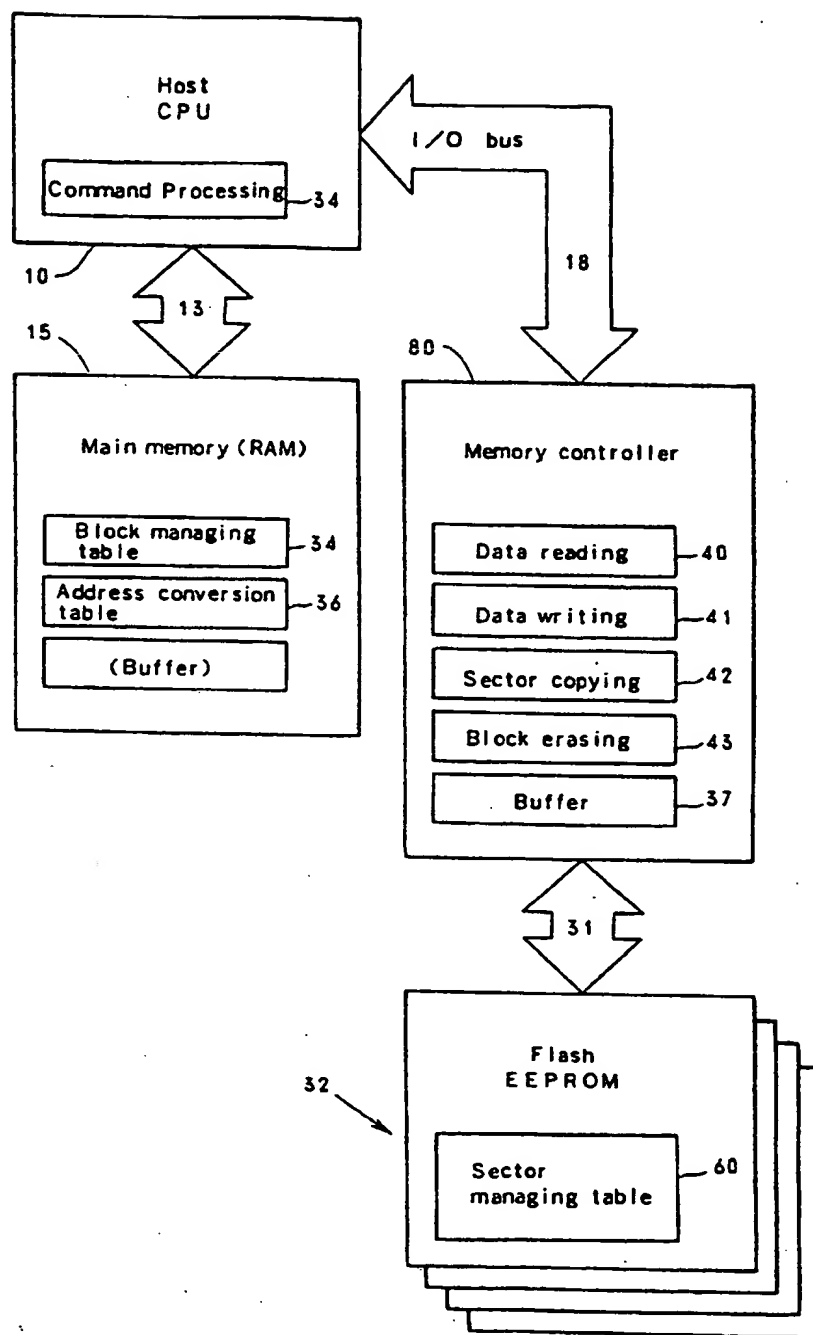 Host
CPU
Command Processing
34
10
13
I/O bus
18
15
Main memory (RAM)
Block managing
table
34
Address conversion
table
36
(Buffer)
80
Memory controller
Data reading
40
Data writing
41
Sector copying
42
Block erasing
43
Buffer
37
31
32
Flash
EEPROM
Sector
managing table
60